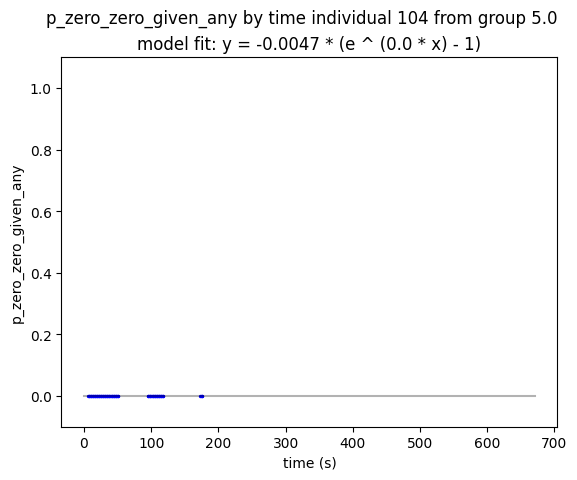 p_zero_zero_given_any by time individual 104 from group 5.0
model fit: y = -0.0047 * (e ^ (0.0 * x) - 1)
1.0
0.8
0.6
0.4
0.2
0.0
p_zero_zero_given_any
0 100 200 300 400 500 600 700
time (s)